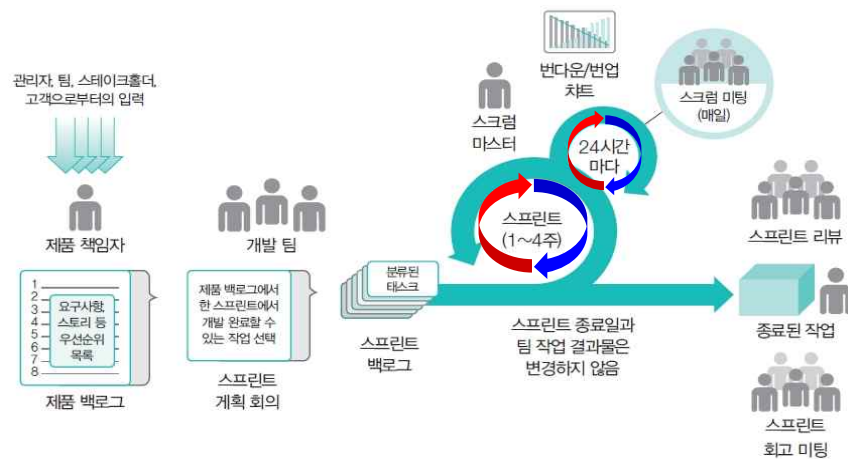 관리자, 팀, 스테이크홀더,
고객으로부터의 입력
제품 책임자
1
2
3
4
5
6
7
8
요구사항,
스토리 등
우선순위
목록
제품 백로그
개발 팀
제품 백로그에서
한 스프린트에서
개발 완료할 수
있는 작업 선택
스프린트
계획 회의
분류된
태스크
스프린트
백로그
스크럼
마스터
번다운/번업
챠트
스크럼 미팅
(매일)
24시간
마다
스프린트
(1~4주)
스프린트 종료일과
팀 작업 결과물은
변경하지 않음
스프린트 리뷰
종료된 작업
스프린트
회고 미팅